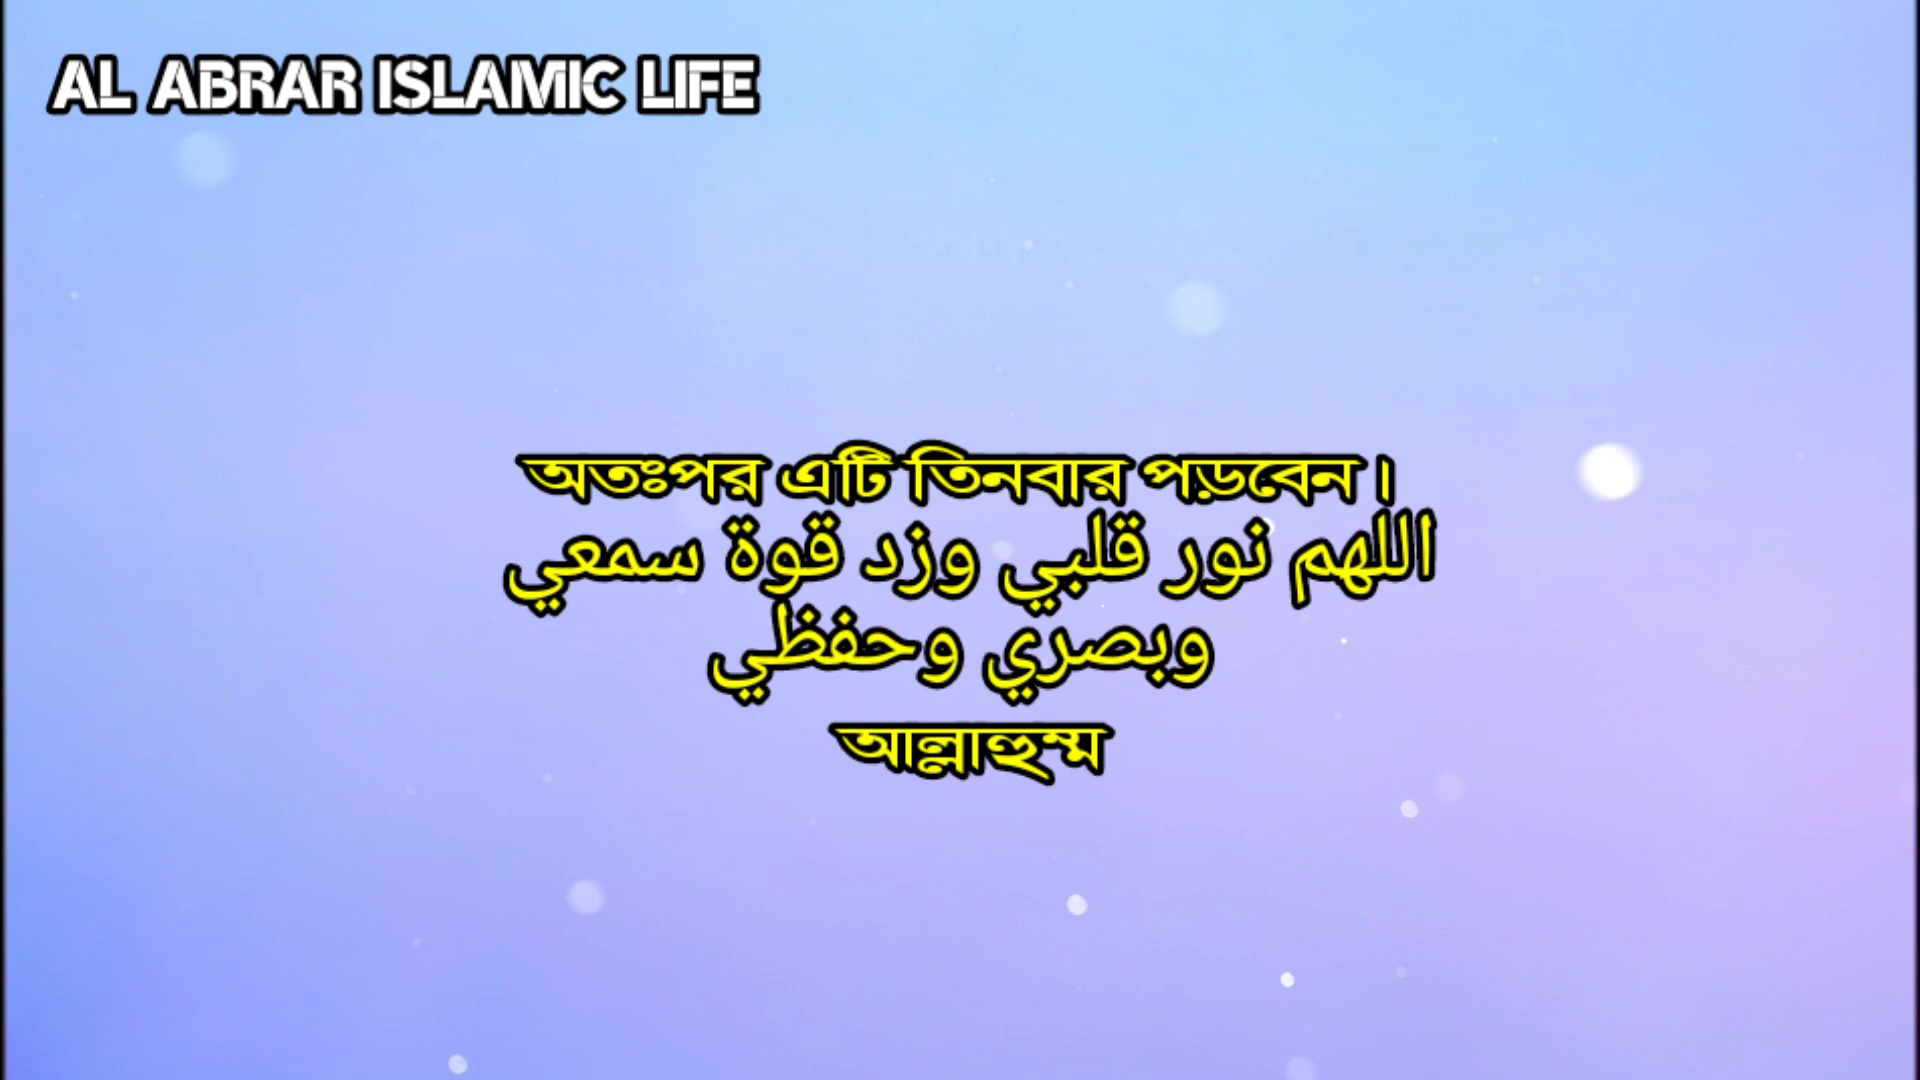 AL ABRAR ISLAMIC LIFE
অতঃপর এটি তিনবার পড়বেন।
اللهم نور قلبي وزد قوة سمعي
وبصري وحفظي
আল্লাহুম্ম